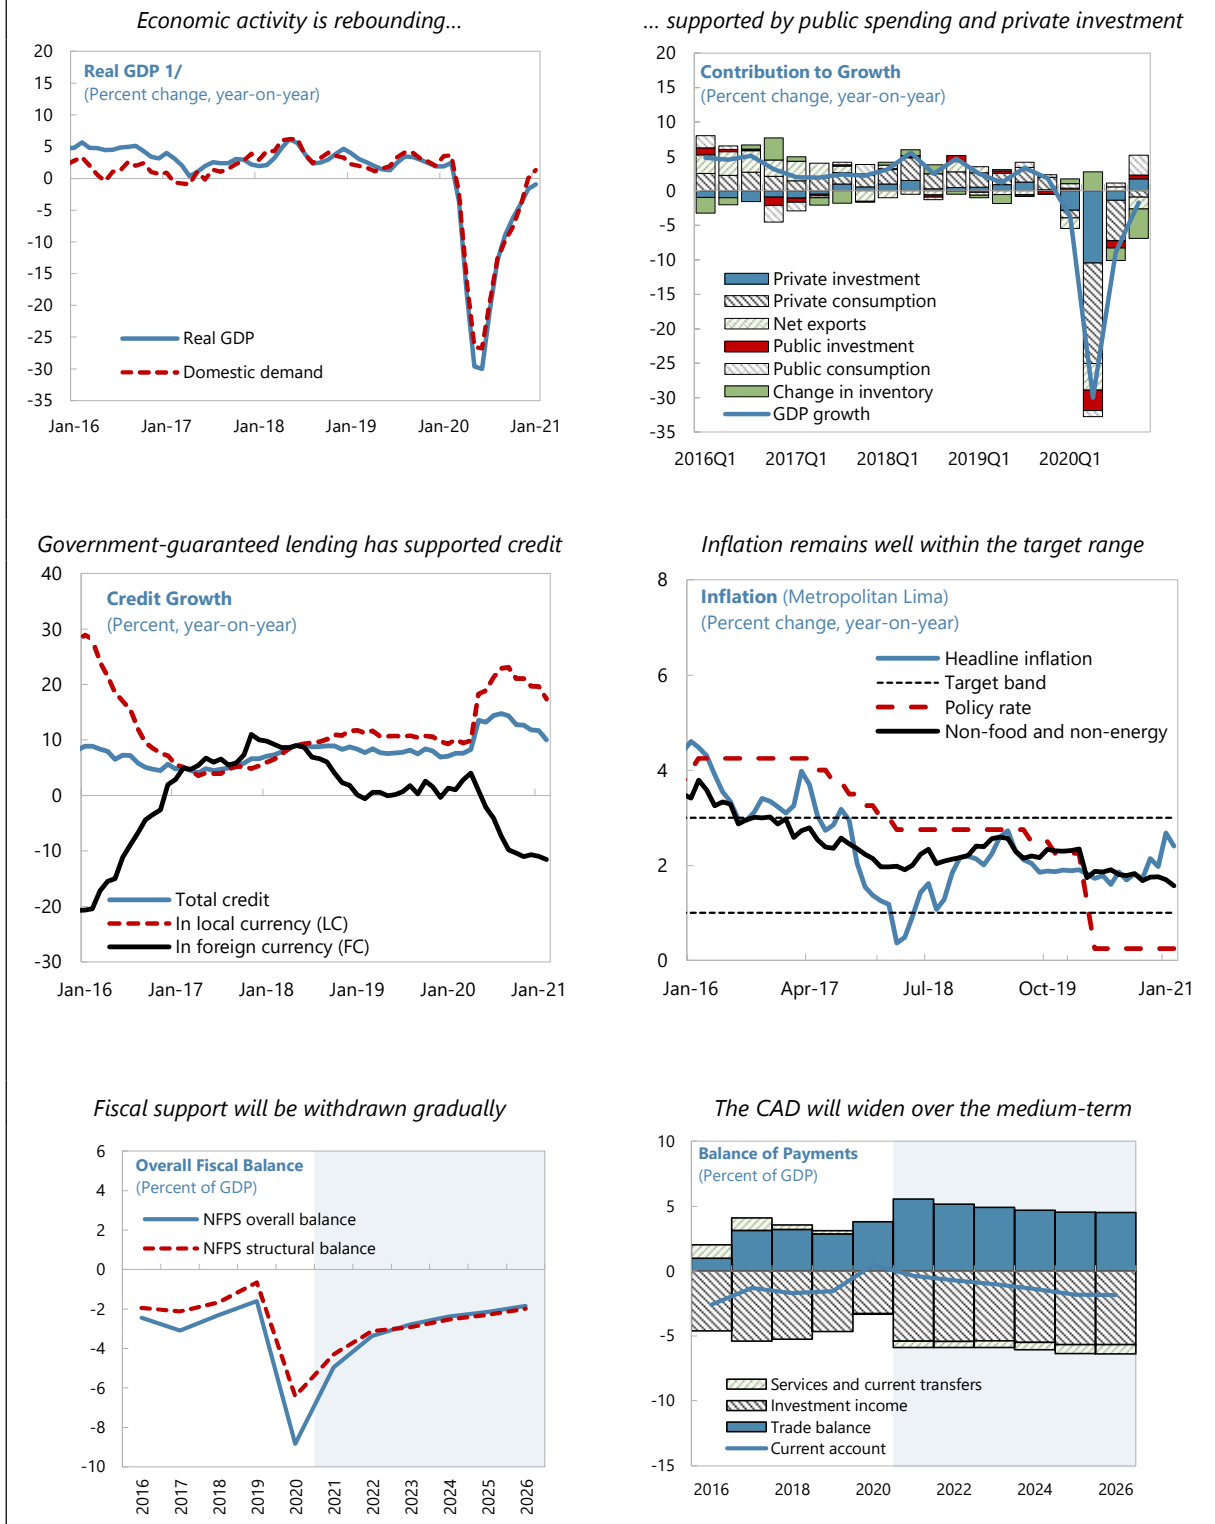 Economic activity is rebounding...
Real GDP 1/
(Percent change, year-on-year)
20
15
10
5
0
-5
-10
-15
-20
-25
-30
-35
Real GDP
Domestic demand
Jan-16 Jan-17 Jan-18 Jan-19 Jan-20 Jan-21
... supported by public spending and private investment
Contribution to Growth
(Percent change, year-on-year)
20
15
10
5
0
-5
-10
-15
-20
-25
-30
-35
Private investment
Private consumption
Net exports
Public investment
Public consumption
Change in inventory
GDP growth
2016Q1 2017Q1 2018Q1 2019Q1 2020Q1
Government-guaranteed lending has supported credit
Credit Growth
(Percent, year-on-year)
40
30
20
10
0
-10
-20
-30
Total credit
In local currency (LC)
In foreign currency (FC)
Jan-16 Jan-17 Jan-18 Jan-19 Jan-20 Jan-21
Inflation remains well within the target range
Inflation (Metropolitan Lima)
(Percent change, year-on-year)
8
6
4
2
0
Headline inflation
Target band
Policy rate
Non-food and non-energy
Jan-16 Apr-17 Jul-18 Oct-19 Jan-21
Fiscal support will be withdrawn gradually
Overall Fiscal Balance
(Percent of GDP)
6
4
2
0
-2
-4
-6
-8
-10
NFPS overall balance
NFPS structural balance
2016 2017 2018 2019 2020 2021 2022 2023 2024 2025 2026
The CAD will widen over the medium-term
Balance of Payments
(Percent of GDP)
10
5
0
-5
-10
-15
Services and current transfers
Investment income
Trade balance
Current account
2016 2018 2020 2022 2024 2026